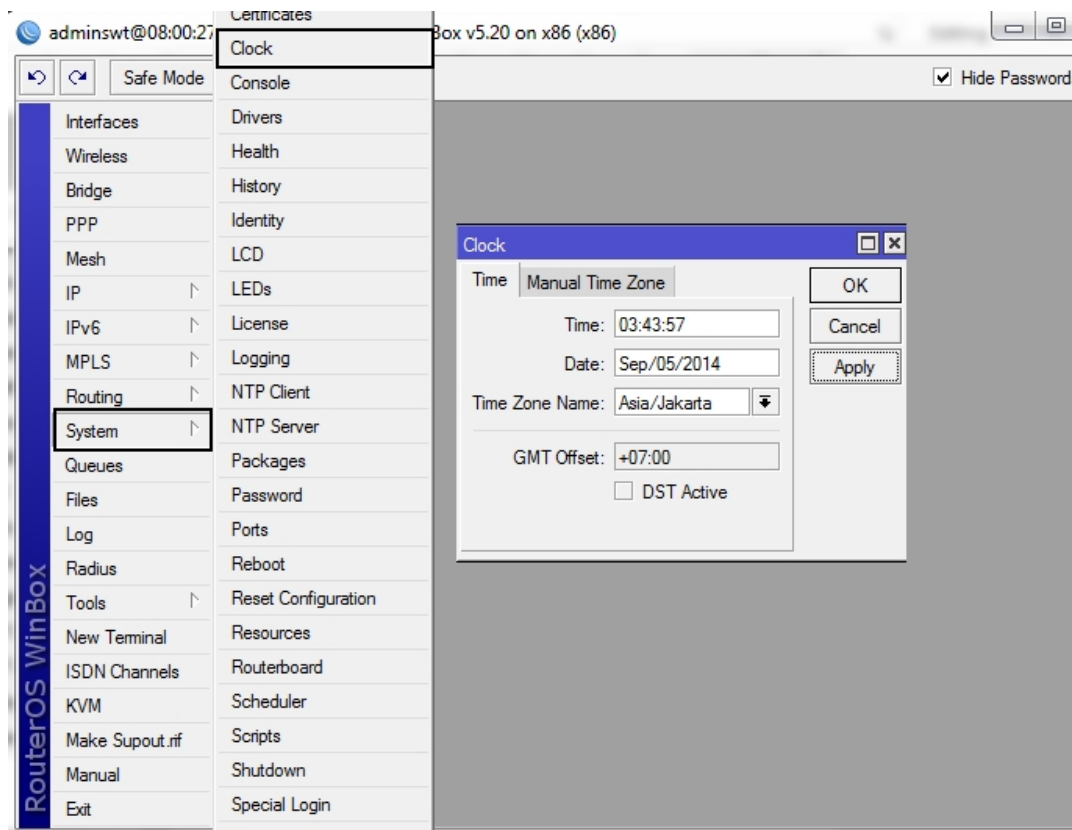 adminswt@08:00:27
Box v5.20 on x86 (x86)
Safe Mode
Hide Password
RouterOS WinBox
Interfaces
Wireless
Bridge
PPP
Mesh
IP
IPv6
MPLS
Routing
System
Queues
Files
Log
Radius
Tools
New Terminal
ISDN Channels
KVM
Make Supout.rif
Manual
Exit
Certificates
Clock
Console
Drivers
Health
History
Identity
LCD
LEDs
License
Logging
NTP Client
NTP Server
Packages
Password
Ports
Reboot
Reset Configuration
Resources
Routerboard
Scheduler
Scripts
Shutdown
Special Login
Clock
Time Manual Time Zone
Time: 03:43:57
Date: Sep/05/2014
Time Zone Name: Asia/Jakarta
GMT Offset: +07:00
DST Active
OK
Cancel
Apply